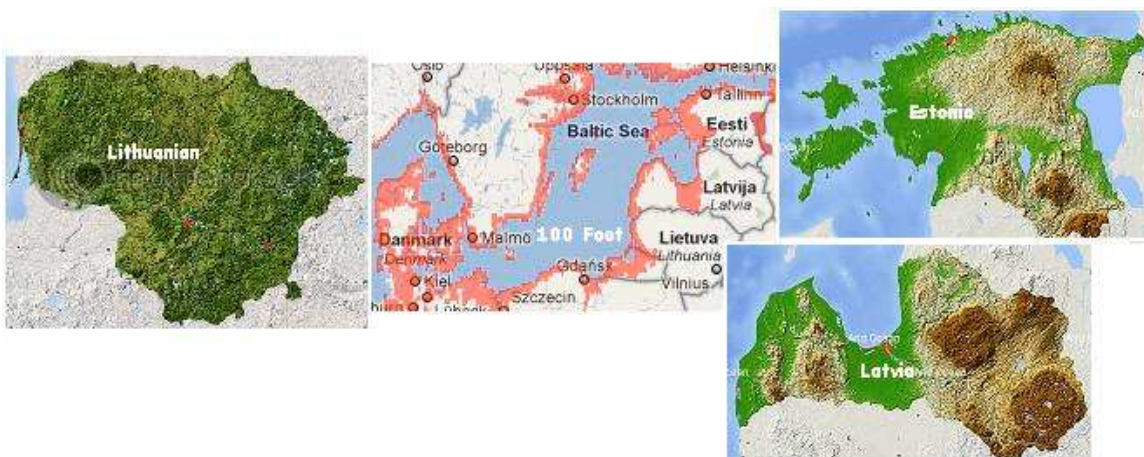 Lithuanian
Oslo
Uppsala
Helsinki
Stockholm
Tallinn
Baltic Sea
Eesti
Estonia
Göteborg
Latvija
Latvia
Danmark
Denmark
Malmö
100 Foot
Lietuva
Lithuania
Gdańsk
Vilnius
Kiel
Szczecin
Lübeck
Estonia
Latvia